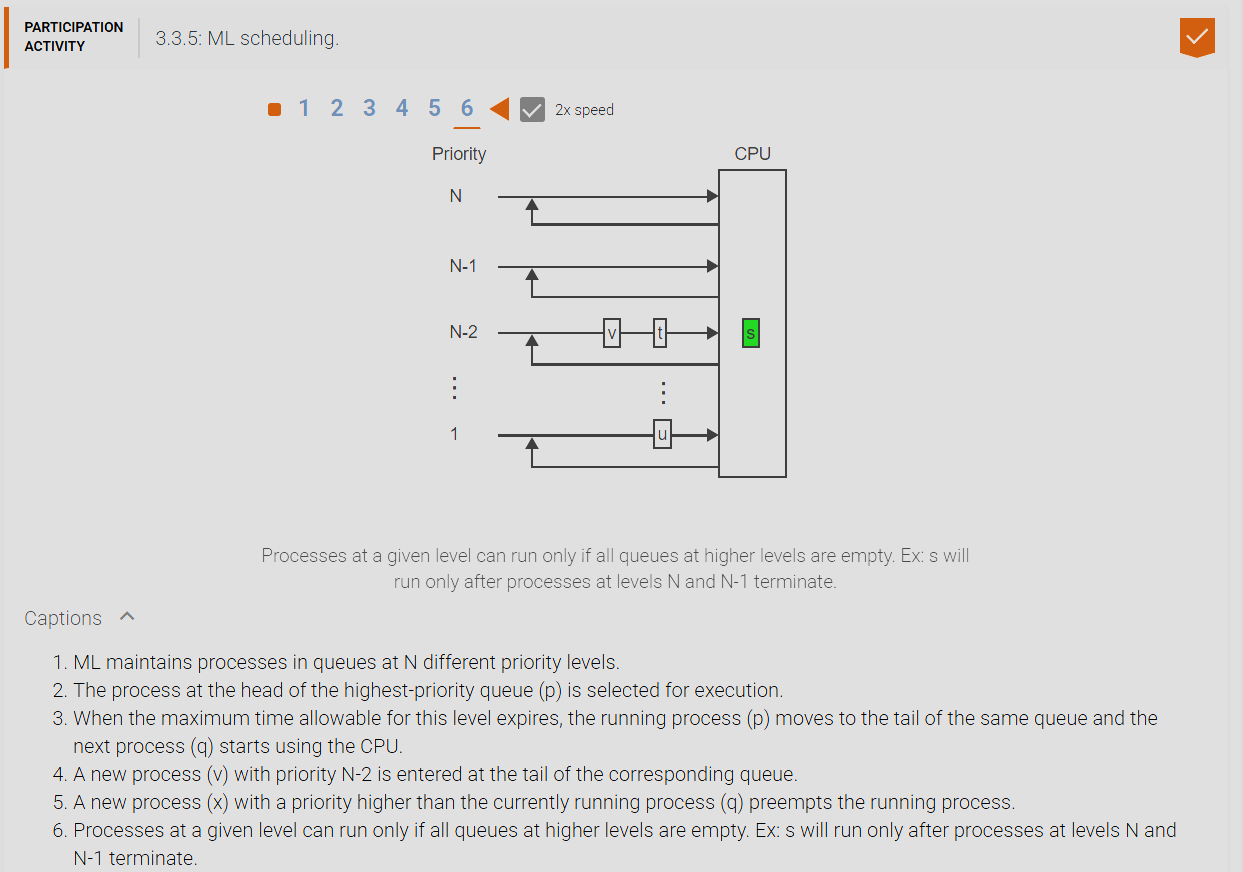 PARTICIPATION
ACTIVITY
3.3.5: ML scheduling.
1 2 3 4 5 6 2x speed
Priority CPU
N
N-1
N-2 v t s
1 u
Processes at a given level can run only if all queues at higher levels are empty. Ex: s will
run only after processes at levels N and N-1 terminate.
Captions
1. ML maintains processes in queues at N different priority levels.
2. The process at the head of the highest-priority queue (p) is selected for execution.
3. When the maximum time allowable for this level expires, the running process (p) moves to the tail of the same queue and the
next process (q) starts using the CPU.
4. A new process (v) with priority N-2 is entered at the tail of the corresponding queue.
5. A new process (x) with a priority higher than the currently running process (q) preempts the running process.
6. Processes at a given level can run only if all queues at higher levels are empty. Ex: s will run only after processes at levels N and
N-1 terminate.